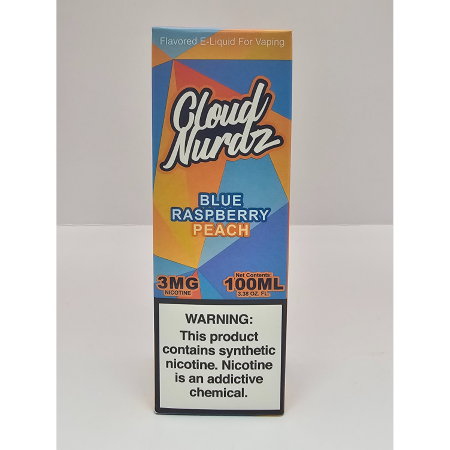 Flavored E-Liquid For Vaping
Cloud
Nurdz
BLUE
RASPBERRY
PEACH
3MG
NICOTINE
Net Contents:
100ML
3.38 OZ. FL.
WARNING:
This product
contains synthetic
nicotine. Nicotine
is an addictive
chemical.